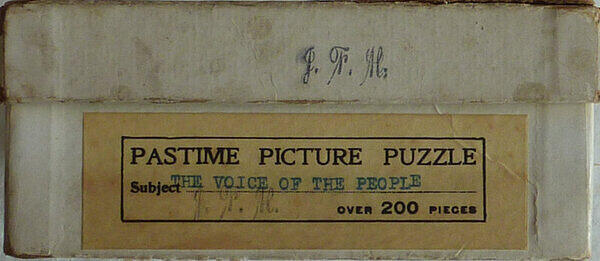 J. F. M.
PASTIME PICTURE PUZZLE
Subject THE VOICE OF THE PEOPLE
J. F. M.
OVER 200 PIECES